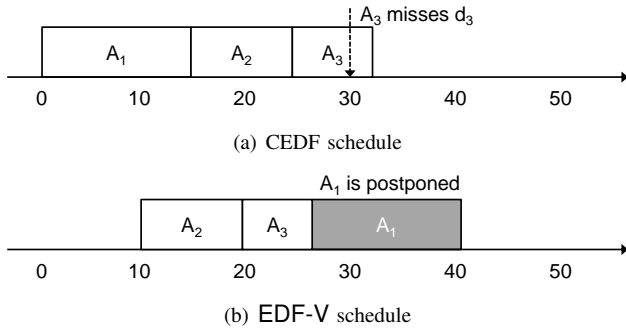 A₃ misses d₃
A₁ A₂ A₃
0 10 20 30 40 50
(a) CEDF schedule
A₁ is postponed
A₂ A₃ A₁
0 10 20 30 40 50
(b) EDF-V schedule